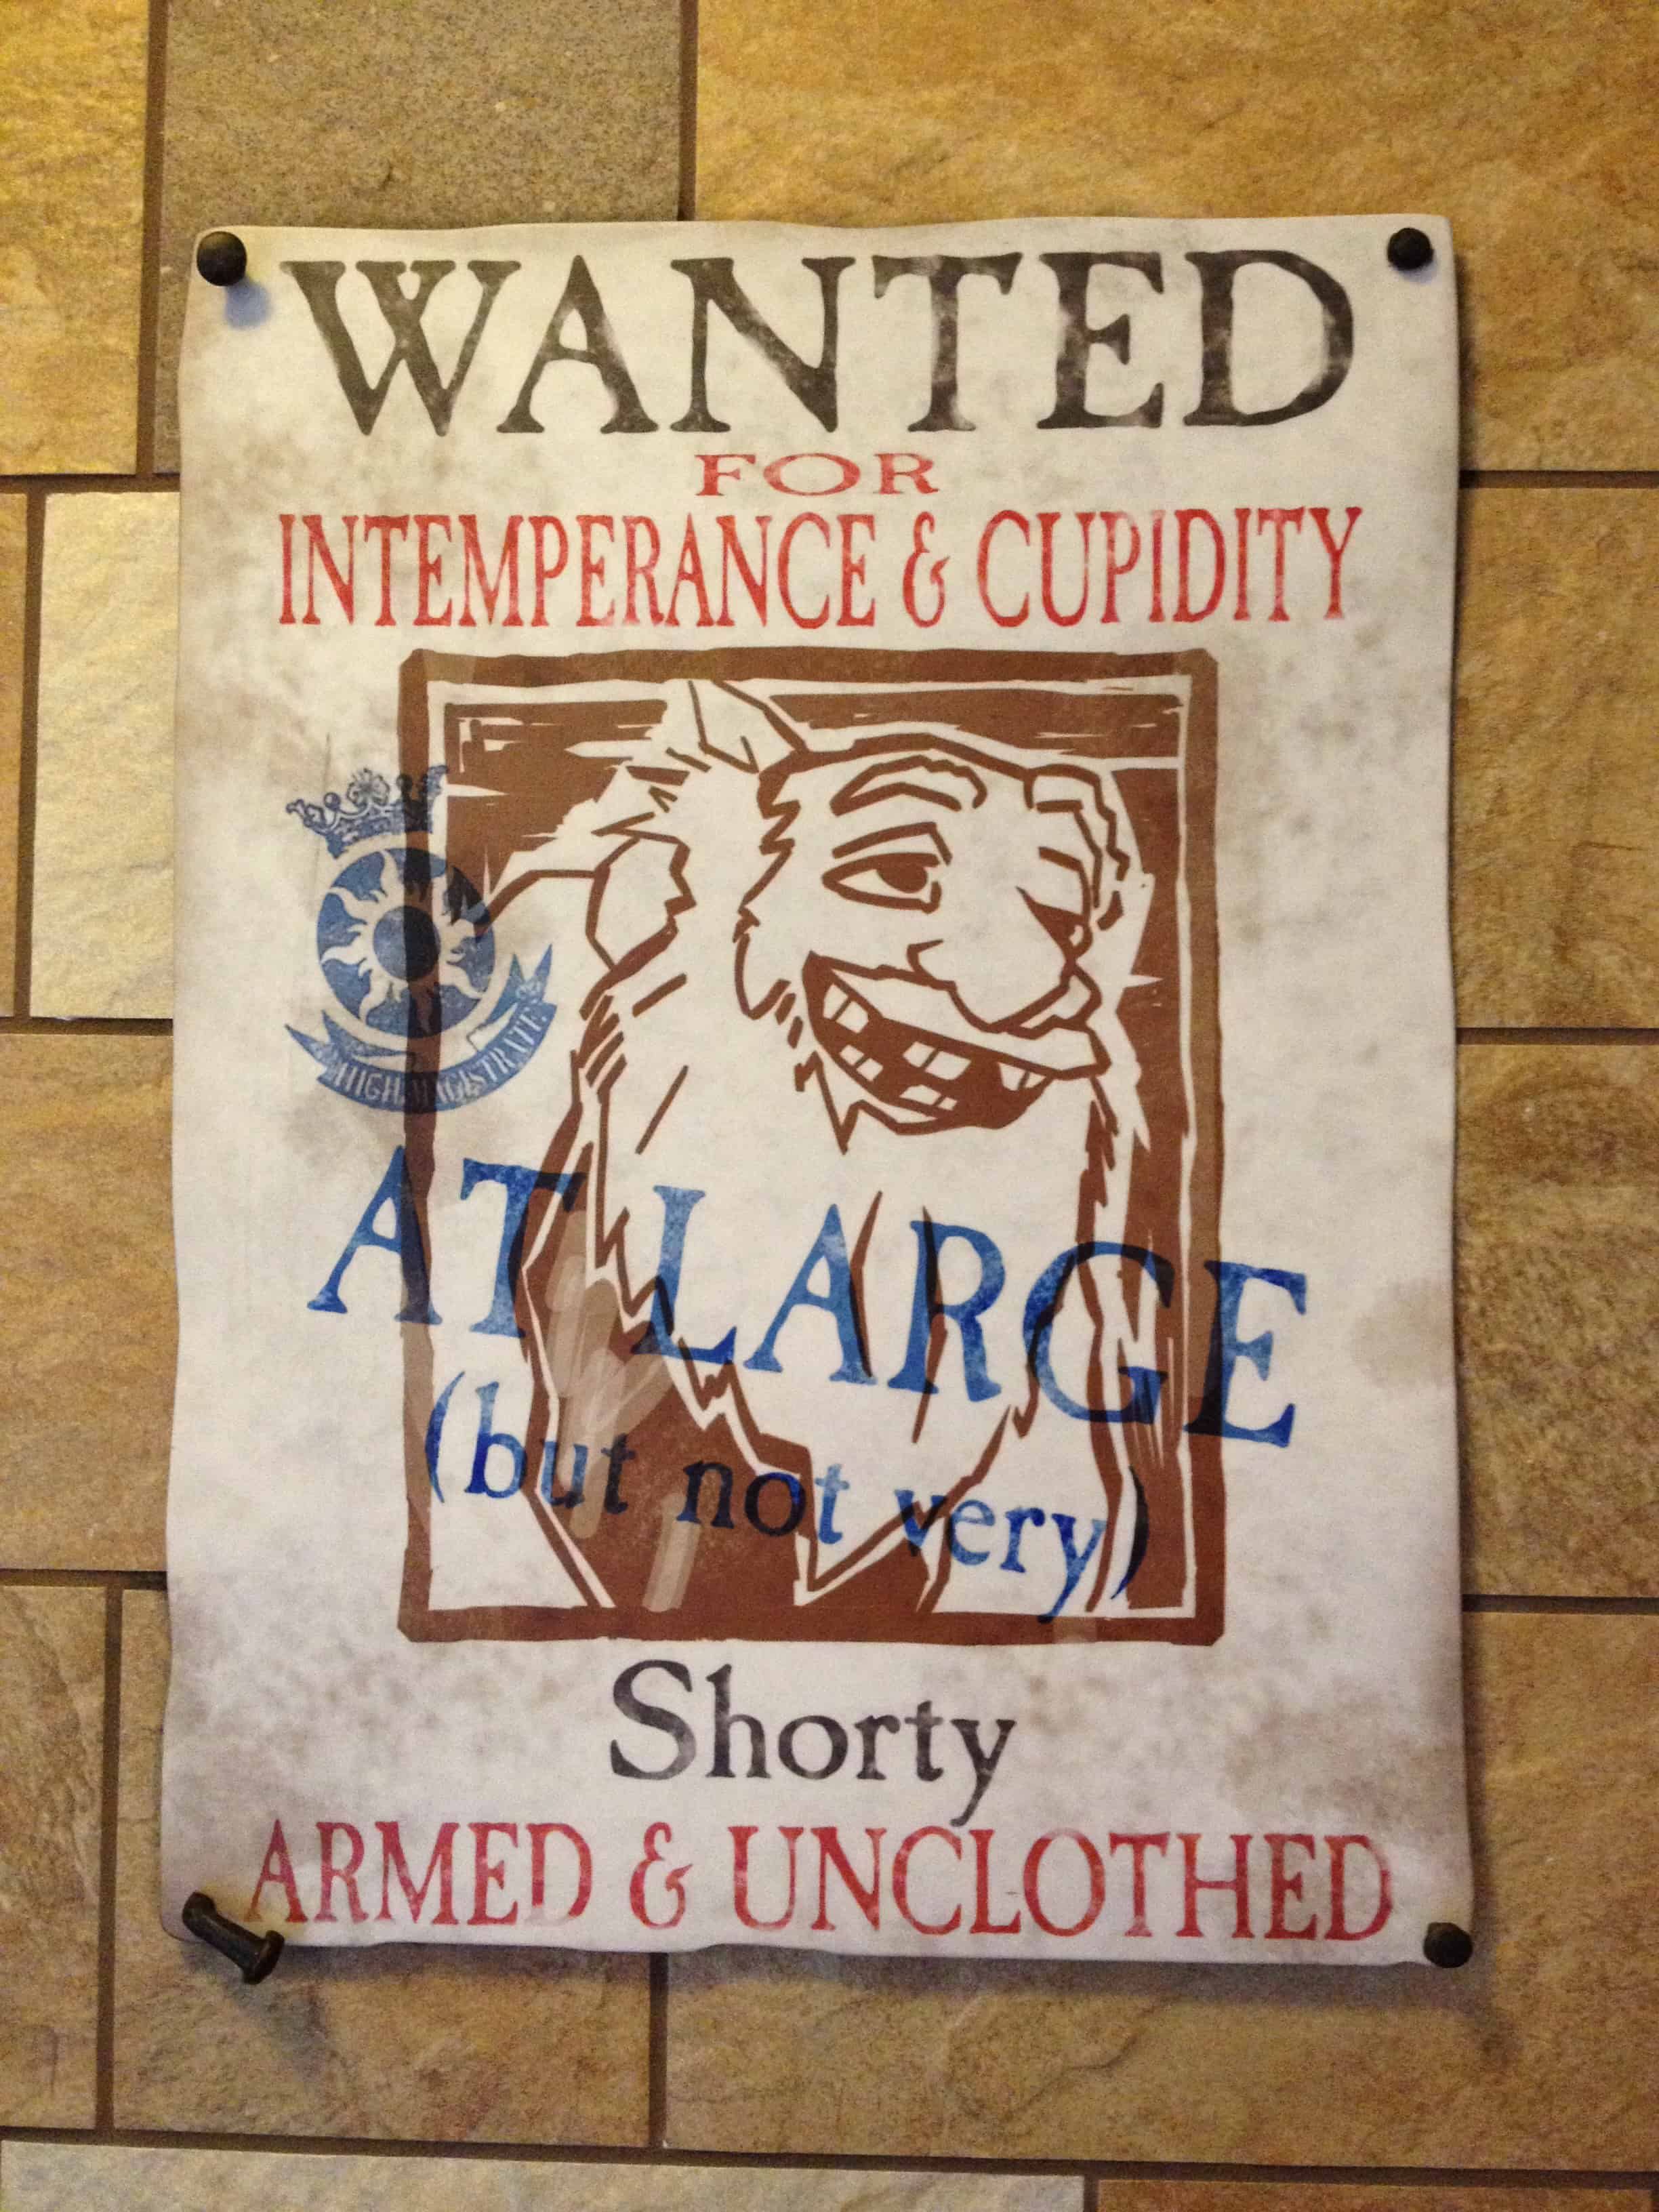 WANTED
FOR
INTEMPERANCE & CUPIDITY
HIGH MAGISTRATE
AT LARGE
(but not very)
Shorty
ARMED & UNCLOTHED